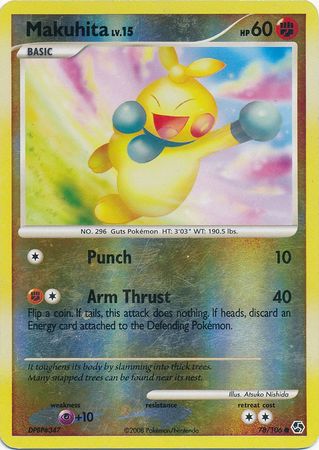 Makuhita LV.15 HP 60
BASIC
NO. 296 Guts Pokémon HT: 3'03" WT: 190.5 lbs.
Punch 10
Arm Thrust 40
Flip a coin. If tails, this attack does nothing. If heads, discard an
Energy card attached to the Defending Pokémon.
It toughens its body by slamming into thick trees.
Many snapped trees can be found near its nest.
Illus. Atsuko Nishida
weakness resistance retreat cost
+10
DPBP#347 ©2008 Pokémon/Nintendo 78/106